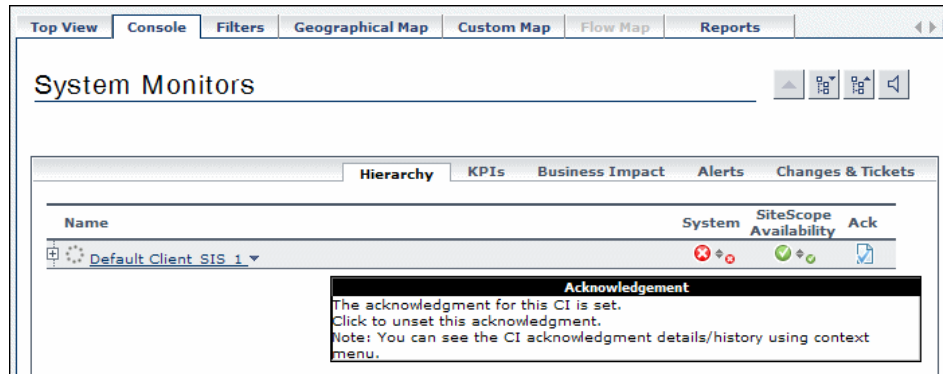 Top View Console Filters Geographical Map Custom Map Flow Map Reports
System Monitors
Hierarchy KPIs Business Impact Alerts Changes & Tickets
Name System SiteScope Availability Ack
Default Client SIS 1
Acknowledgement
The acknowledgment for this CI is set.
Click to unset this acknowledgment.
Note: You can see the CI acknowledgment details/history using context
menu.